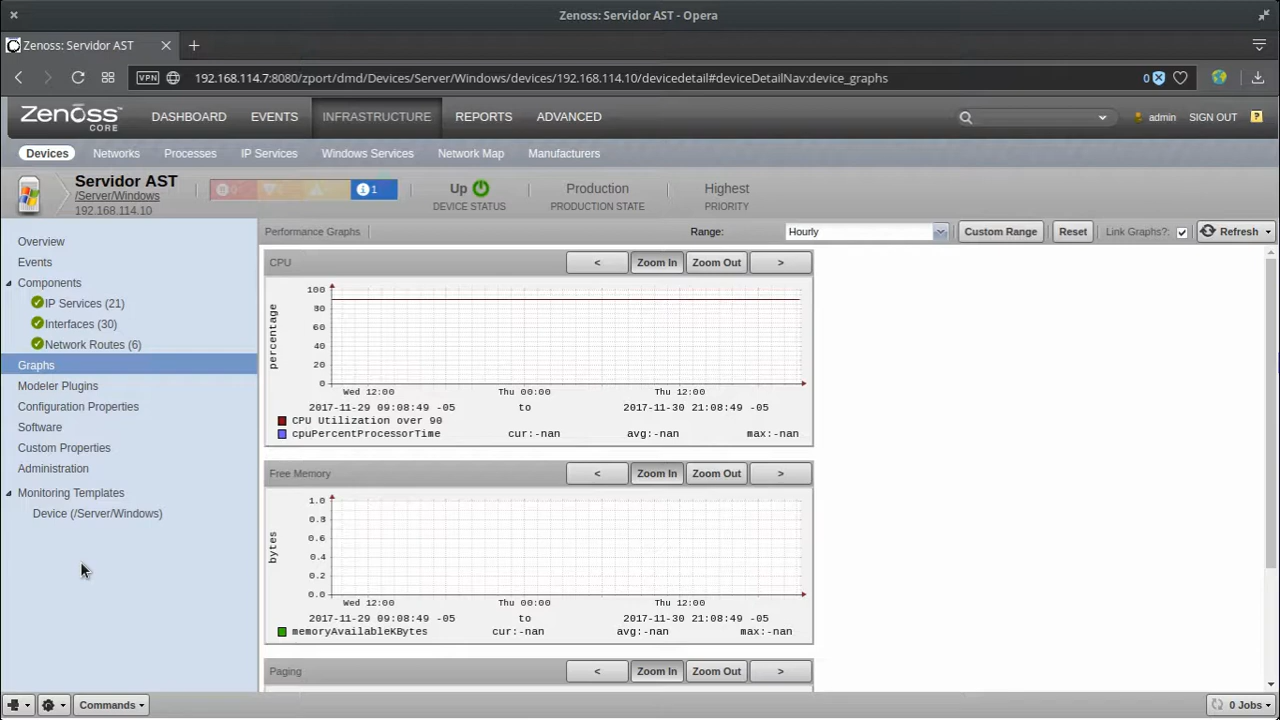 Zenoss: Servidor AST - Opera
Zenoss: Servidor AST
VPN 192.168.114.7:8080/zport/dmd/Devices/Server/Windows/devices/192.168.114.10/devicedetail#deviceDetailNav:device_graphs 0
Zenoss CORE DASHBOARD EVENTS INFRASTRUCTURE REPORTS ADVANCED admin SIGN OUT ?
Devices Networks Processes IP Services Windows Services Network Map Manufacturers
Servidor AST
/Server/Windows
192.168.114.10
1
Up
DEVICE STATUS
Production
PRODUCTION STATE
Highest
PRIORITY
Overview
Events
Components
IP Services (21)
Interfaces (30)
Network Routes (6)
Graphs
Modeler Plugins
Configuration Properties
Software
Custom Properties
Administration
Monitoring Templates
Device (/Server/Windows)
Performance Graphs Range: Hourly Custom Range Reset Link Graphs?: Refresh
CPU < Zoom In Zoom Out >
percentage
100
80
60
40
20
0
Wed 12:00 Thu 00:00 Thu 12:00
2017-11-29 09:08:49 -05 to 2017-11-30 21:08:49 -05
CPU Utilization over 90
cpuPercentProcessorTime cur:-nan avg:-nan max:-nan
Free Memory < Zoom In Zoom Out >
bytes
1.0
0.8
0.6
0.4
0.2
0.0
Wed 12:00 Thu 00:00 Thu 12:00
2017-11-29 09:08:49 -05 to 2017-11-30 21:08:49 -05
memoryAvailableKBytes cur:-nan avg:-nan max:-nan
Paging < Zoom In Zoom Out >
Commands 0 Jobs